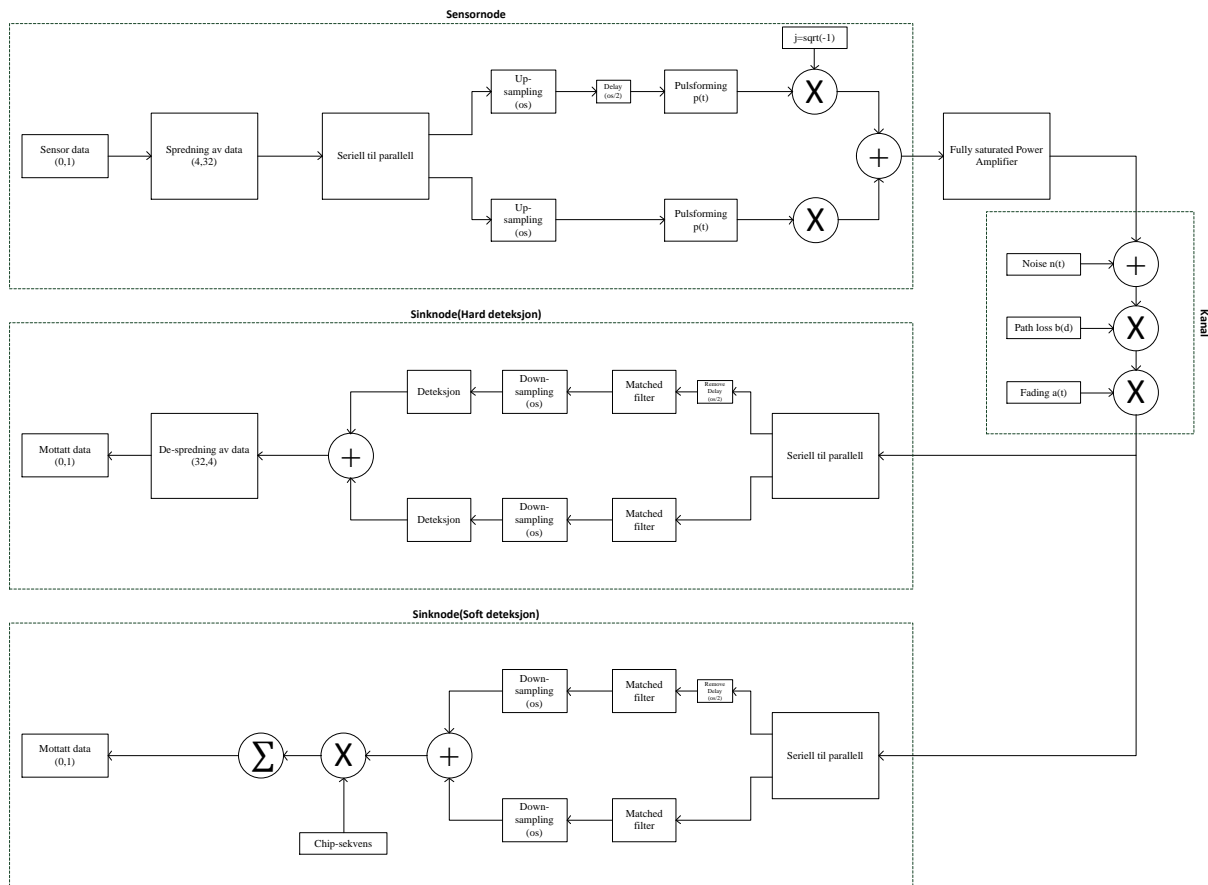 Sensornode
j=sqrt(-1)
Up-
sampling
(os)
Delay
(os/2)
Pulsforming
p(t)
X
Sensor data
(0,1)
Spredning av data
(4,32)
Seriell til parallell
+
Fully saturated Power
Amplifier
Up-
sampling
(os)
Pulsforming
p(t)
X
Kanal
Noise n(t)
+
Path loss b(d)
X
Fading a(t)
X
Sinknode(Hard deteksjon)
Deteksjon
Down-
sampling
(os)
Matched
filter
Remove
Delay
(os/2)
Mottatt data
(0,1)
De-spredning av data
(32,4)
+
Seriell til parallell
Deteksjon
Down-
sampling
(os)
Matched
filter
Sinknode(Soft deteksjon)
Down-
sampling
(os)
Matched
filter
Remove
Delay
(os/2)
Mottatt data
(0,1)
Σ
X
+
Seriell til parallell
Down-
sampling
(os)
Matched
filter
Chip-sekvens